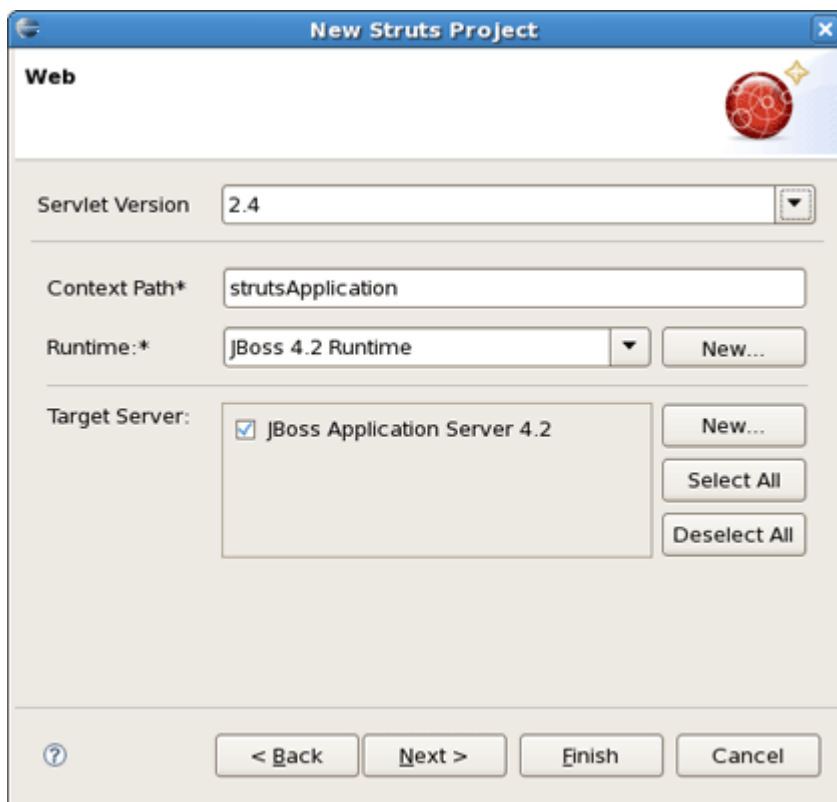 New Struts Project
Web
Servlet Version 2.4
Context Path* strutsApplication
Runtime:* JBoss 4.2 Runtime New...
Target Server: JBoss Application Server 4.2 New...
Select All
Deselect All
< Back Next > Finish Cancel